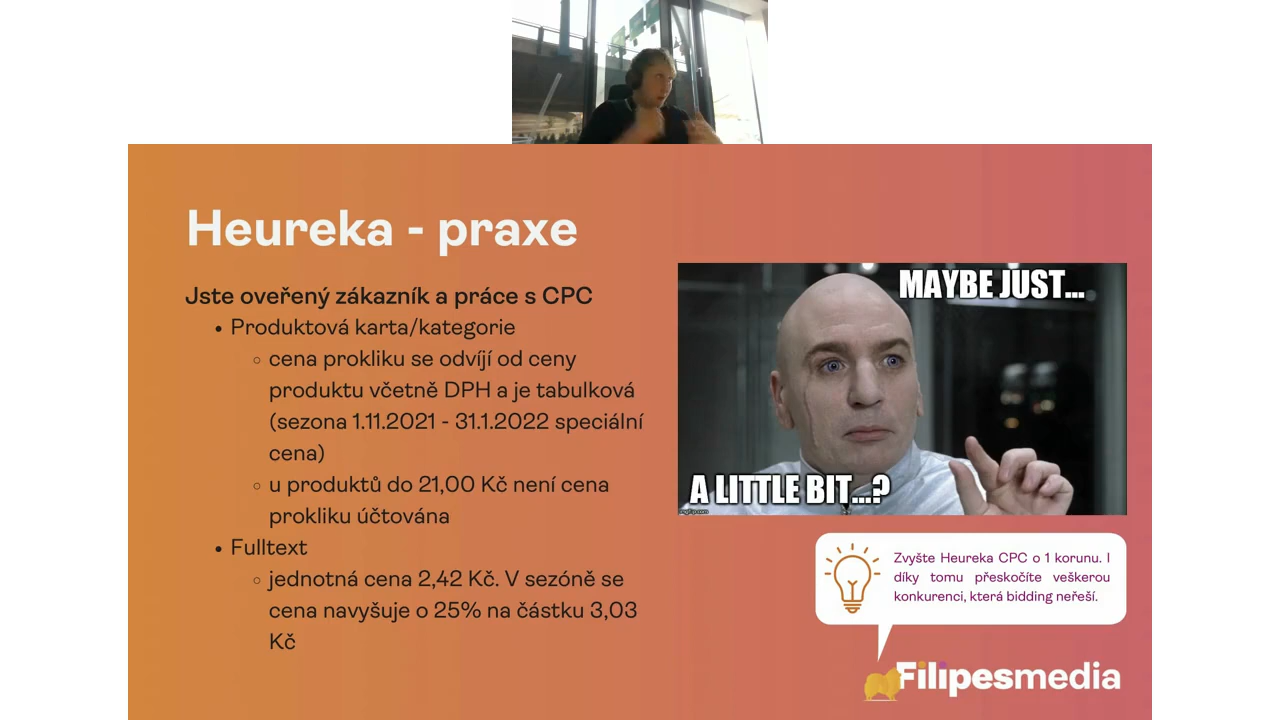 Heureka - praxe
Jste oveřený zákazník a práce s CPC
• Produktová karta/kategorie
◦ cena prokliku se odvíjí od ceny
produktu včetně DPH a je tabulková
(sezona 1.11.2021 - 31.1.2022 speciální
cena)
◦ u produktů do 21,00 Kč není cena
prokliku účtována
• Fulltext
◦ jednotná cena 2,42 Kč. V sezóně se
cena navyšuje o 25% na částku 3,03
Kč
MAYBE JUST...
A LITTLE BIT...?
Zvyšte Heureka CPC o 1 korunu. I
díky tomu přeskočíte veškerou
konkurenci, která bidding neřeší.
Filipesmedia